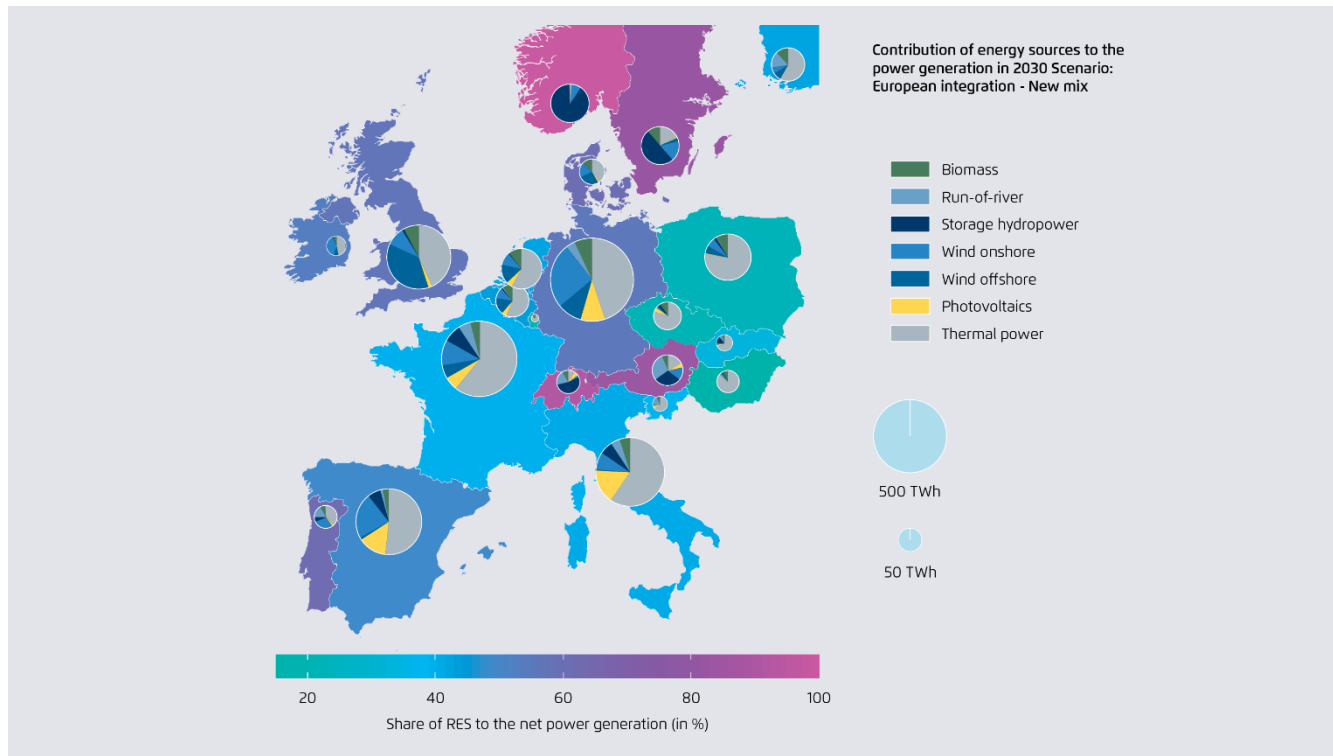 Contribution of energy sources to the
power generation in 2030 Scenario:
European integration - New mix
Biomass
Run-of-river
Storage hydropower
Wind onshore
Wind offshore
Photovoltaics
Thermal power
500 TWh
50 TWh
20 40 60 80 100
Share of RES to the net power generation (in %)